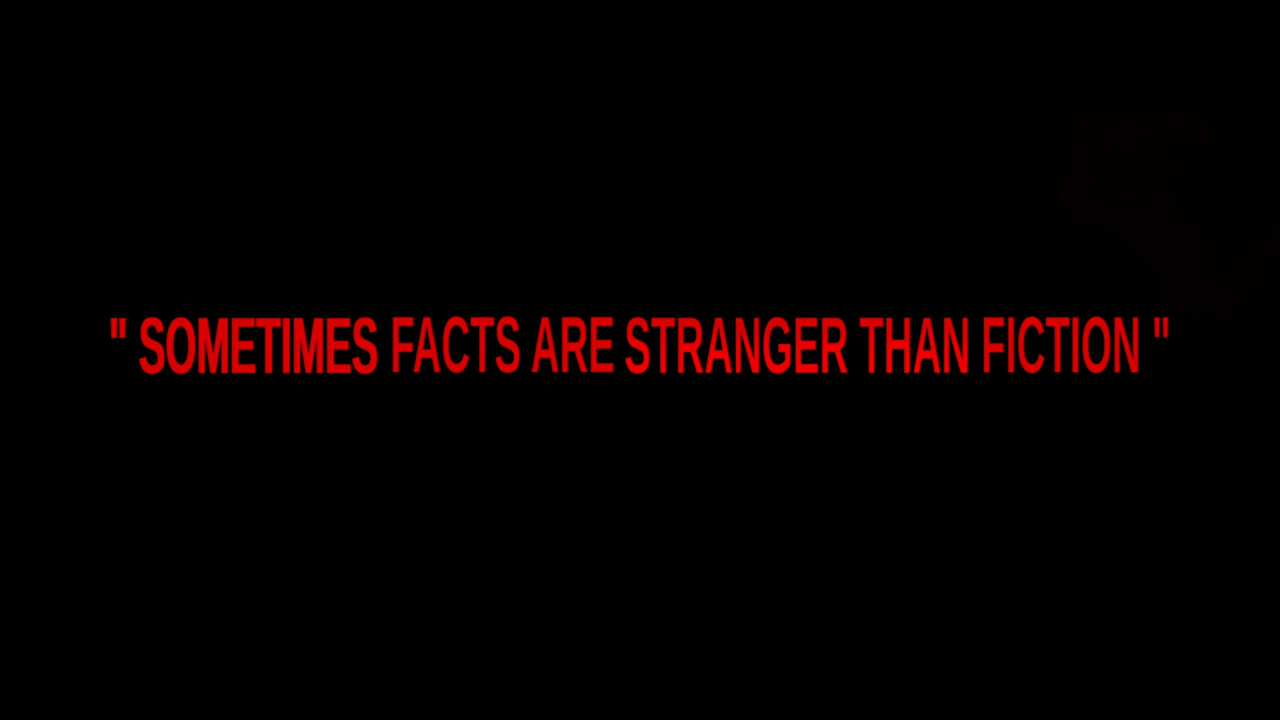 " SOMETIMES FACTS ARE STRANGER THAN FICTION "